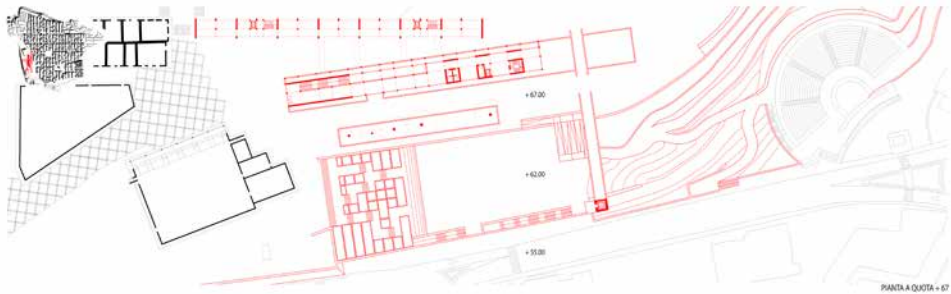 + 67.00
+ 62.00
+ 55.00
PIANTA A QUOTA + 67